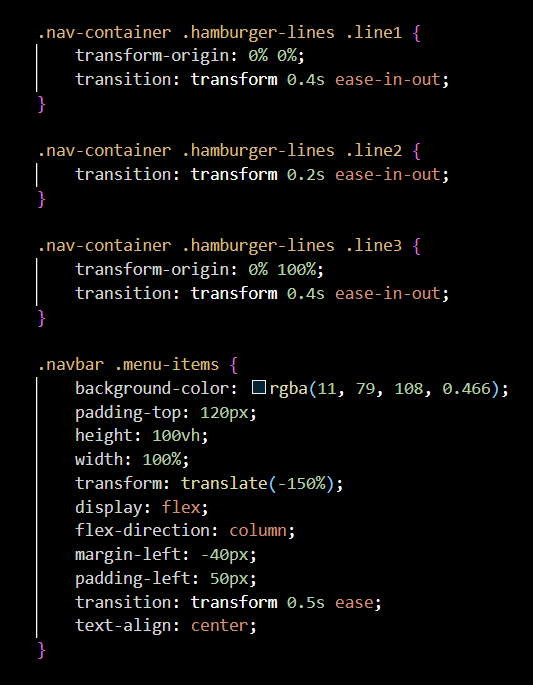 .nav-container .hamburger-lines .line1 {
transform-origin: 0% 0%;
transition: transform 0.4s ease-in-out;
}
.nav-container .hamburger-lines .line2 {
transition: transform 0.2s ease-in-out;
}
.nav-container .hamburger-lines .line3 {
transform-origin: 0% 100%;
transition: transform 0.4s ease-in-out;
}
.navbar .menu-items {
background-color: rgba(11, 79, 108, 0.466);
padding-top: 120px;
height: 100vh;
width: 100%;
transform: translate(-150%);
display: flex;
flex-direction: column;
margin-left: -40px;
padding-left: 50px;
transition: transform 0.5s ease;
text-align: center;
}